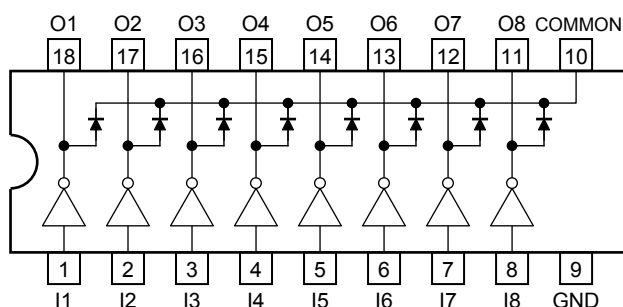 O1 O2 O3 O4 O5 O6 O7 O8 COMMON
18 17 16 15 14 13 12 11 10
1 2 3 4 5 6 7 8 9
I1 I2 I3 I4 I5 I6 I7 I8 GND